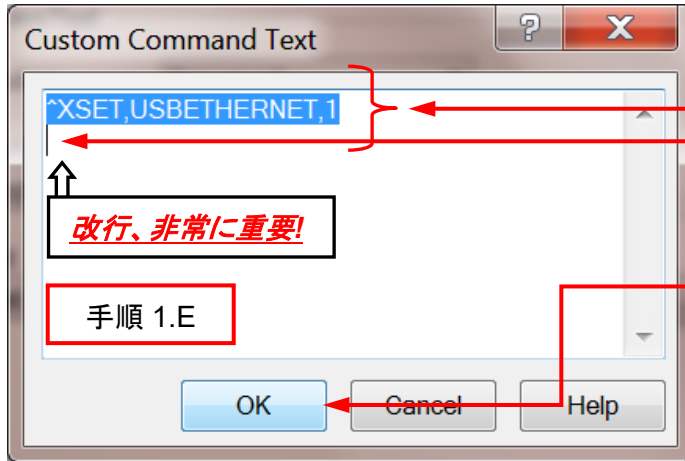 Custom Command Text
^XSET,USBETHERNET,1
改行、非常に重要!
手順 1.E
OK
Cancel
Help